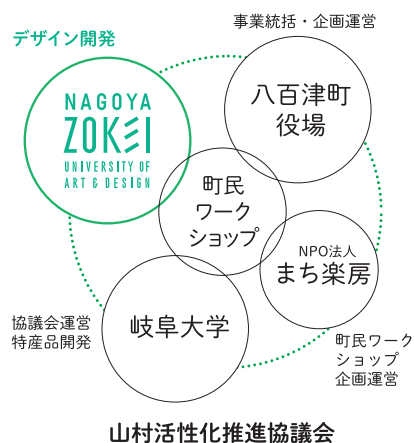 事業統括・企画運営
デザイン開発
NAGOYA
ZOKEI
UNIVERSITY OF
ART & DESIGN
八百津町
役場
町民
ワーク
ショップ
NPO法人
まち楽房
岐阜大学
協議会運営
特産品開発
町民ワーク
ショップ
企画運営
山村活性化推進協議会